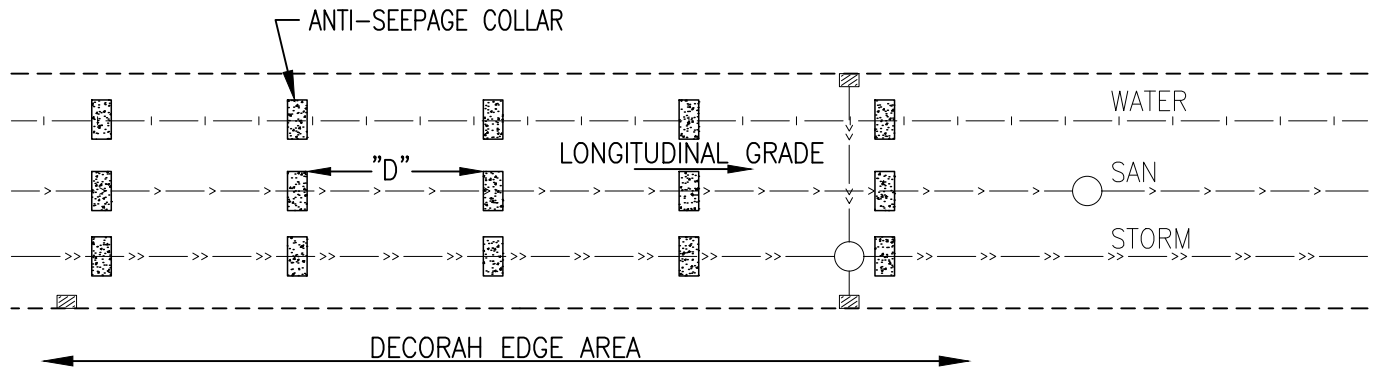 ANTI-SEEPAGE COLLAR
WATER
LONGITUDINAL GRADE
"D"
SAN
STORM
DECORAH EDGE AREA